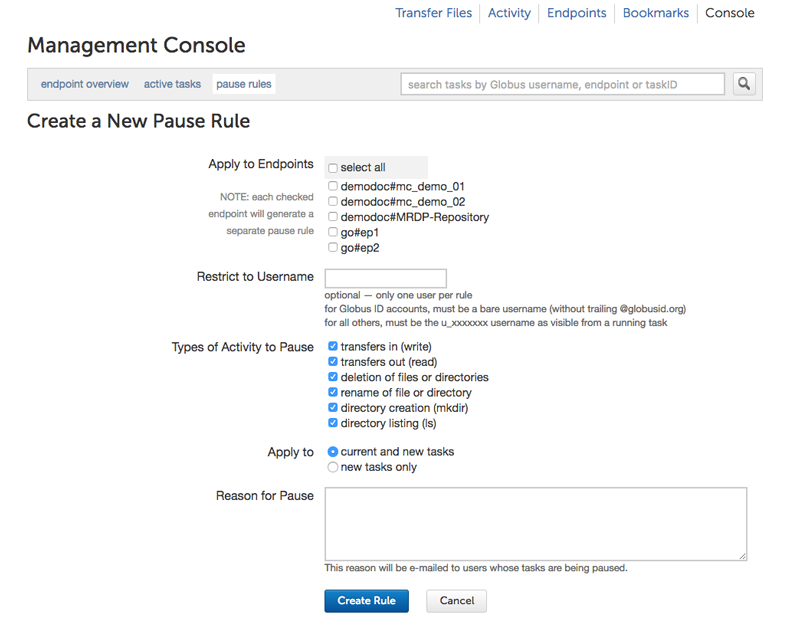 Transfer Files Activity Endpoints Bookmarks Console
Management Console
endpoint overview active tasks pause rules search tasks by Globus username, endpoint or taskID
Create a New Pause Rule
Apply to Endpoints select all
NOTE: each checked
endpoint will generate a
separate pause rule
demodoc#mc_demo_01
demodoc#mc_demo_02
demodoc#MRDP-Repository
go#ep1
go#ep2
Restrict to Username
optional — only one user per rule
for Globus ID accounts, must be a bare username (without trailing @globusid.org)
for all others, must be the u_xxxxxxx username as visible from a running task
Types of Activity to Pause transfers in (write)
transfers out (read)
deletion of files or directories
rename of file or directory
directory creation (mkdir)
directory listing (ls)
Apply to current and new tasks
new tasks only
Reason for Pause
This reason will be e-mailed to users whose tasks are being paused.
Create Rule Cancel